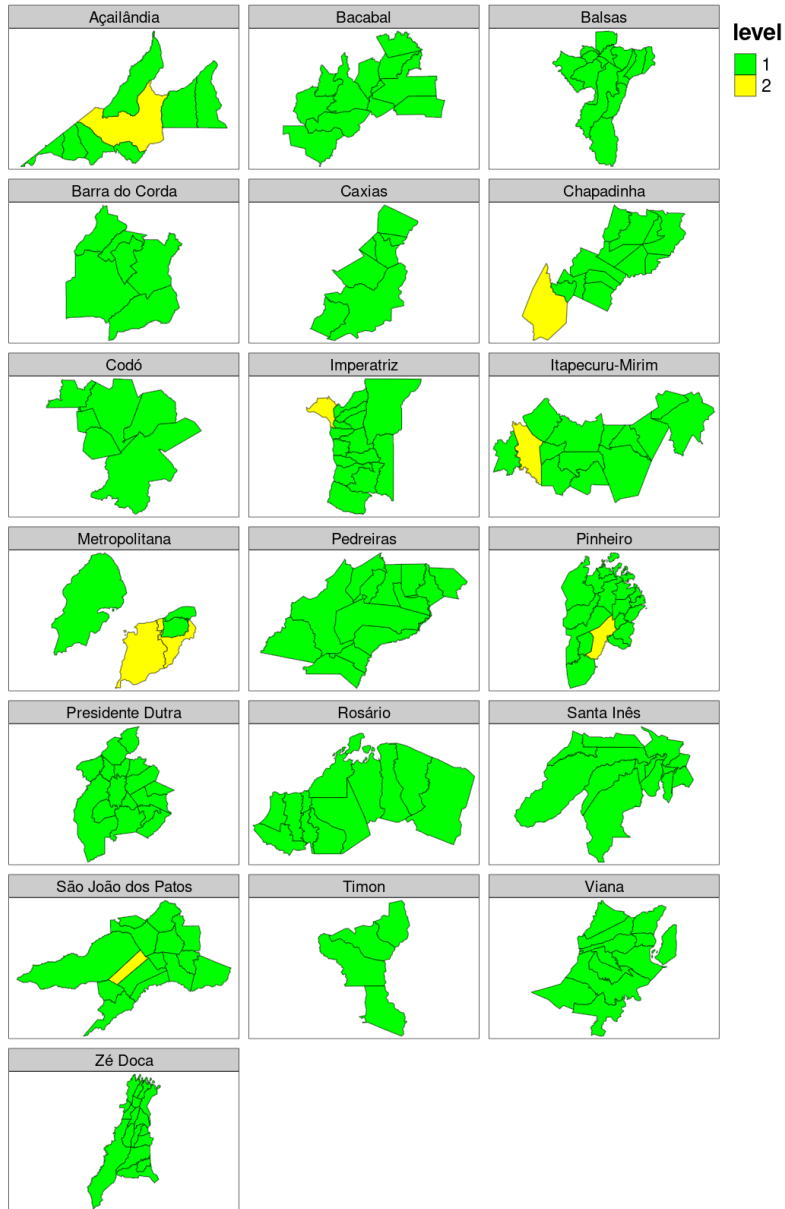 Açailândia
Bacabal
Balsas
level
1
2
Barra do Corda
Caxias
Chapadinha
Codó
Imperatriz
Itapecuru-Mirim
Metropolitana
Pedreiras
Pinheiro
Presidente Dutra
Rosário
Santa Inês
São João dos Patos
Timon
Viana
Zé Doca